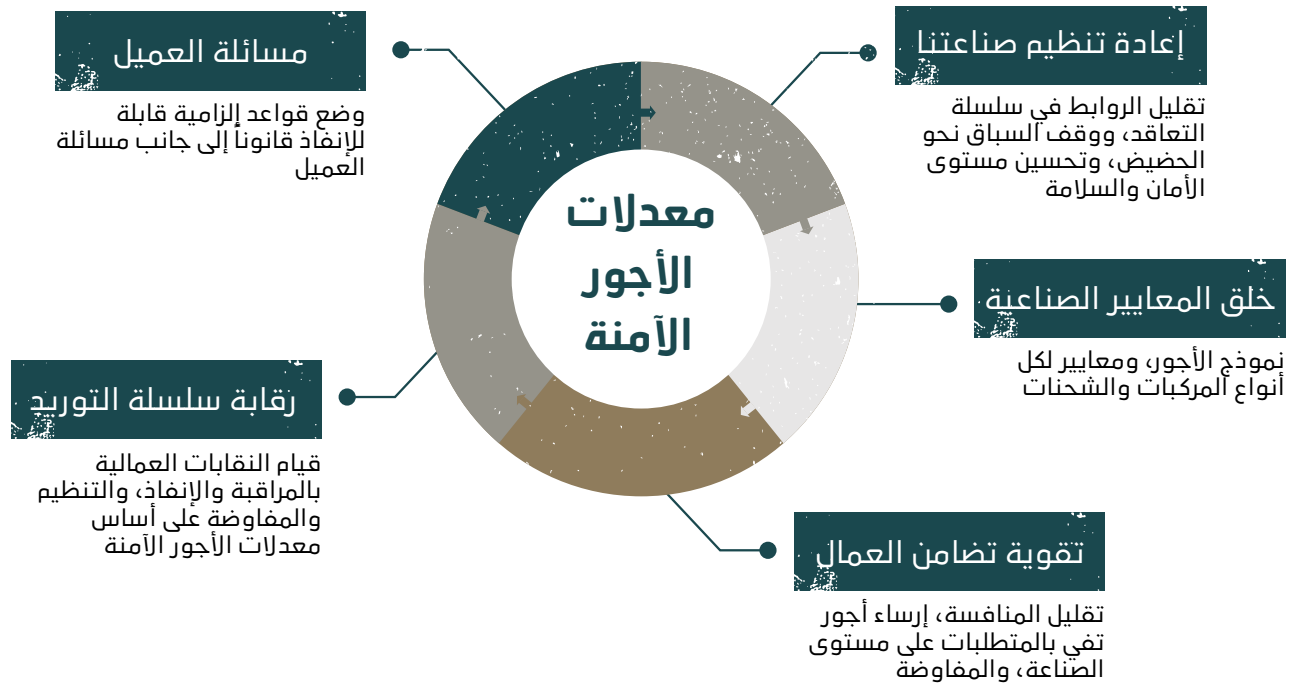 مسائلة العميل
وضع قواعد إلزامية قابلة
للإنفاذ قانوناً إلى جانب مسائلة
العميل
إعادة تنظيم صناعتنا
تقليل الروابط في سلسلة
التعاقد، ووقف السباق نحو
الحضيض، وتحسين مستوى
الأمان والسلامة
معدلات
الأجور
الآمنة
خلق المعايير الصناعية
نموذج الأجور، ومعايير لكل
أنواع المركبات والشحنات
رقابة سلسلة التوريد
قيام النقابات العمالية
بالمراقبة والإنفاذ، والتنظيم
والمفاوضة على أساس
معدلات الأجور الآمنة
تقوية تضامن العمال
تقليل المنافسة، إرساء أجور
تفي بالمتطلبات على مستوى
الصناعة، والمفاوضة